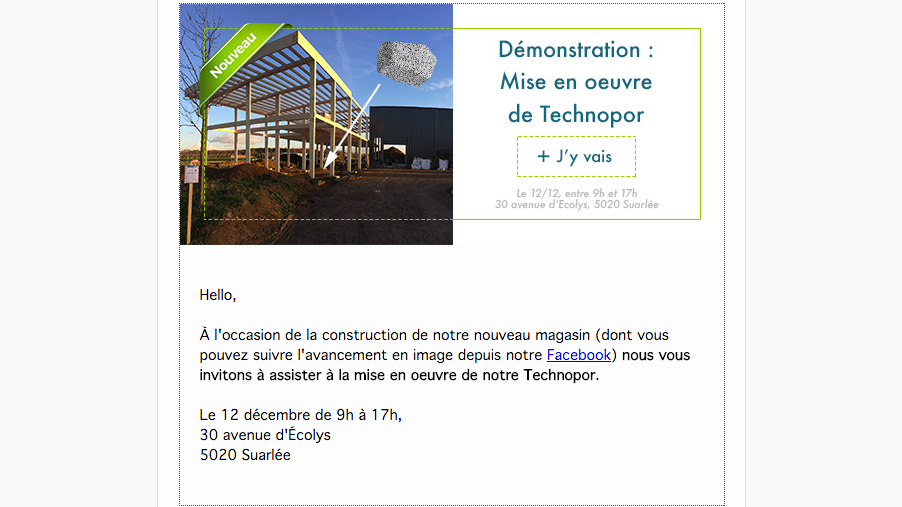 Nouveau
Démonstration :
Mise en oeuvre
de Technopor
+ J'y vais
Le 12/12, entre 9h et 17h
30 avenue d'Ecolys, 5020 Suarlée
Hello,
À l'occasion de la construction de notre nouveau magasin (dont vous
pouvez suivre l'avancement en image depuis notre Facebook) nous vous
invitons à assister à la mise en oeuvre de notre Technopor.
Le 12 décembre de 9h à 17h,
30 avenue d'Écolys
5020 Suarlée